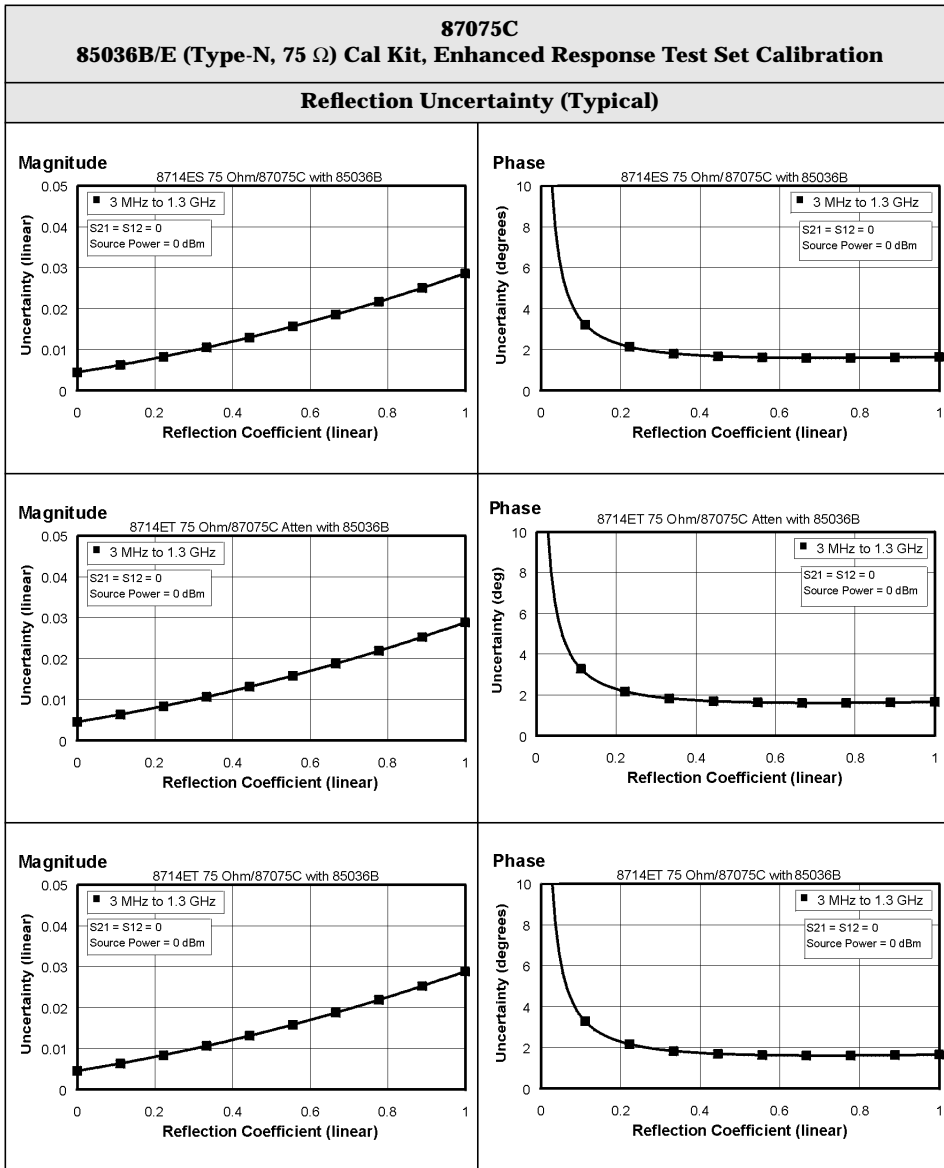 87075C
85036B/E (Type-N, 75 Ω) Cal Kit, Enhanced Response Test Set Calibration
Reflection Uncertainty (Typical)
Magnitude
8714ES 75 Ohm/87075C with 85036B
3 MHz to 1.3 GHz
S21 = S12 = 0
Source Power = 0 dBm
Uncertainty (linear)
0.05
0.04
0.03
0.02
0.01
0
0 0.2 0.4 0.6 0.8 1
Reflection Coefficient (linear)
Phase
8714ES 75 Ohm/87075C with 85036B
3 MHz to 1.3 GHz
S21 = S12 = 0
Source Power = 0 dBm
Uncertainty (degrees)
10
8
6
4
2
0
0 0.2 0.4 0.6 0.8 1
Reflection Coefficient (linear)
Magnitude
8714ET 75 Ohm/87075C Atten with 85036B
3 MHz to 1.3 GHz
S21 = S12 = 0
Source Power = 0 dBm
Uncertainty (linear)
0.05
0.04
0.03
0.02
0.01
0
0 0.2 0.4 0.6 0.8 1
Reflection Coefficient (linear)
Phase
8714ET 75 Ohm/87075C Atten with 85036B
3 MHz to 1.3 GHz
S21 = S12 = 0
Source Power = 0 dBm
Uncertainty (deg)
10
8
6
4
2
0
0 0.2 0.4 0.6 0.8 1
Reflection Coefficient (linear)
Magnitude
8714ET 75 Ohm/87075C with 85036B
3 MHz to 1.3 GHz
S21 = S12 = 0
Source Power = 0 dBm
Uncertainty (linear)
0.05
0.04
0.03
0.02
0.01
0
0 0.2 0.4 0.6 0.8 1
Reflection Coefficient (linear)
Phase
8714ET 75 Ohm/87075C with 85036B
3 MHz to 1.3 GHz
S21 = S12 = 0
Source Power = 0 dBm
Uncertainty (degrees)
10
8
6
4
2
0
0 0.2 0.4 0.6 0.8 1
Reflection Coefficient (linear)